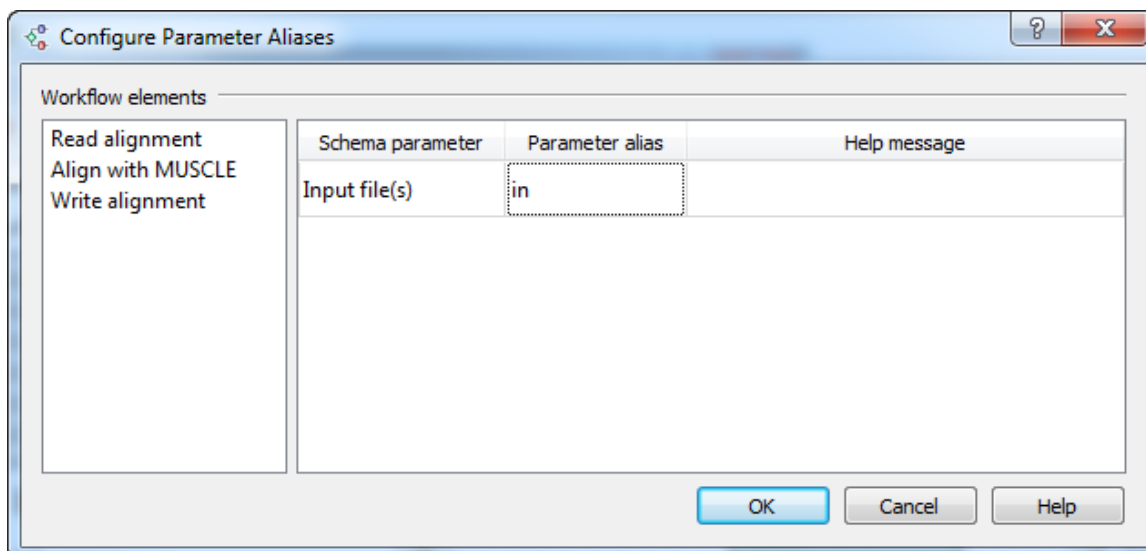 Configure Parameter Aliases
Workflow elements
Read alignment
Align with MUSCLE
Write alignment
Schema parameter Parameter alias Help message
Input file(s) in
OK Cancel Help